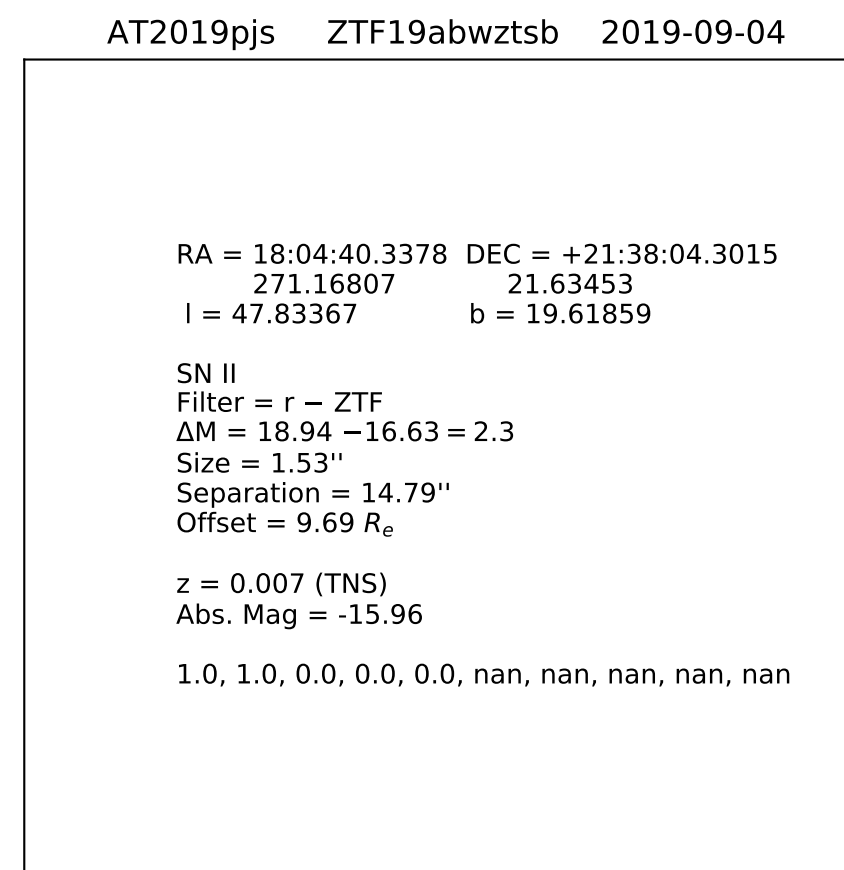 AT2019pjs ZTF19abwztsb 2019-09-04
RA = 18:04:40.3378 DEC = +21:38:04.3015
271.16807 21.63453
l = 47.83367 b = 19.61859
SN II
Filter = r − ZTF
ΔM = 18.94 −16.63 = 2.3
Size = 1.53''
Separation = 14.79''
Offset = 9.69 Rₑ
z = 0.007 (TNS)
Abs. Mag = -15.96
1.0, 1.0, 0.0, 0.0, 0.0, nan, nan, nan, nan, nan